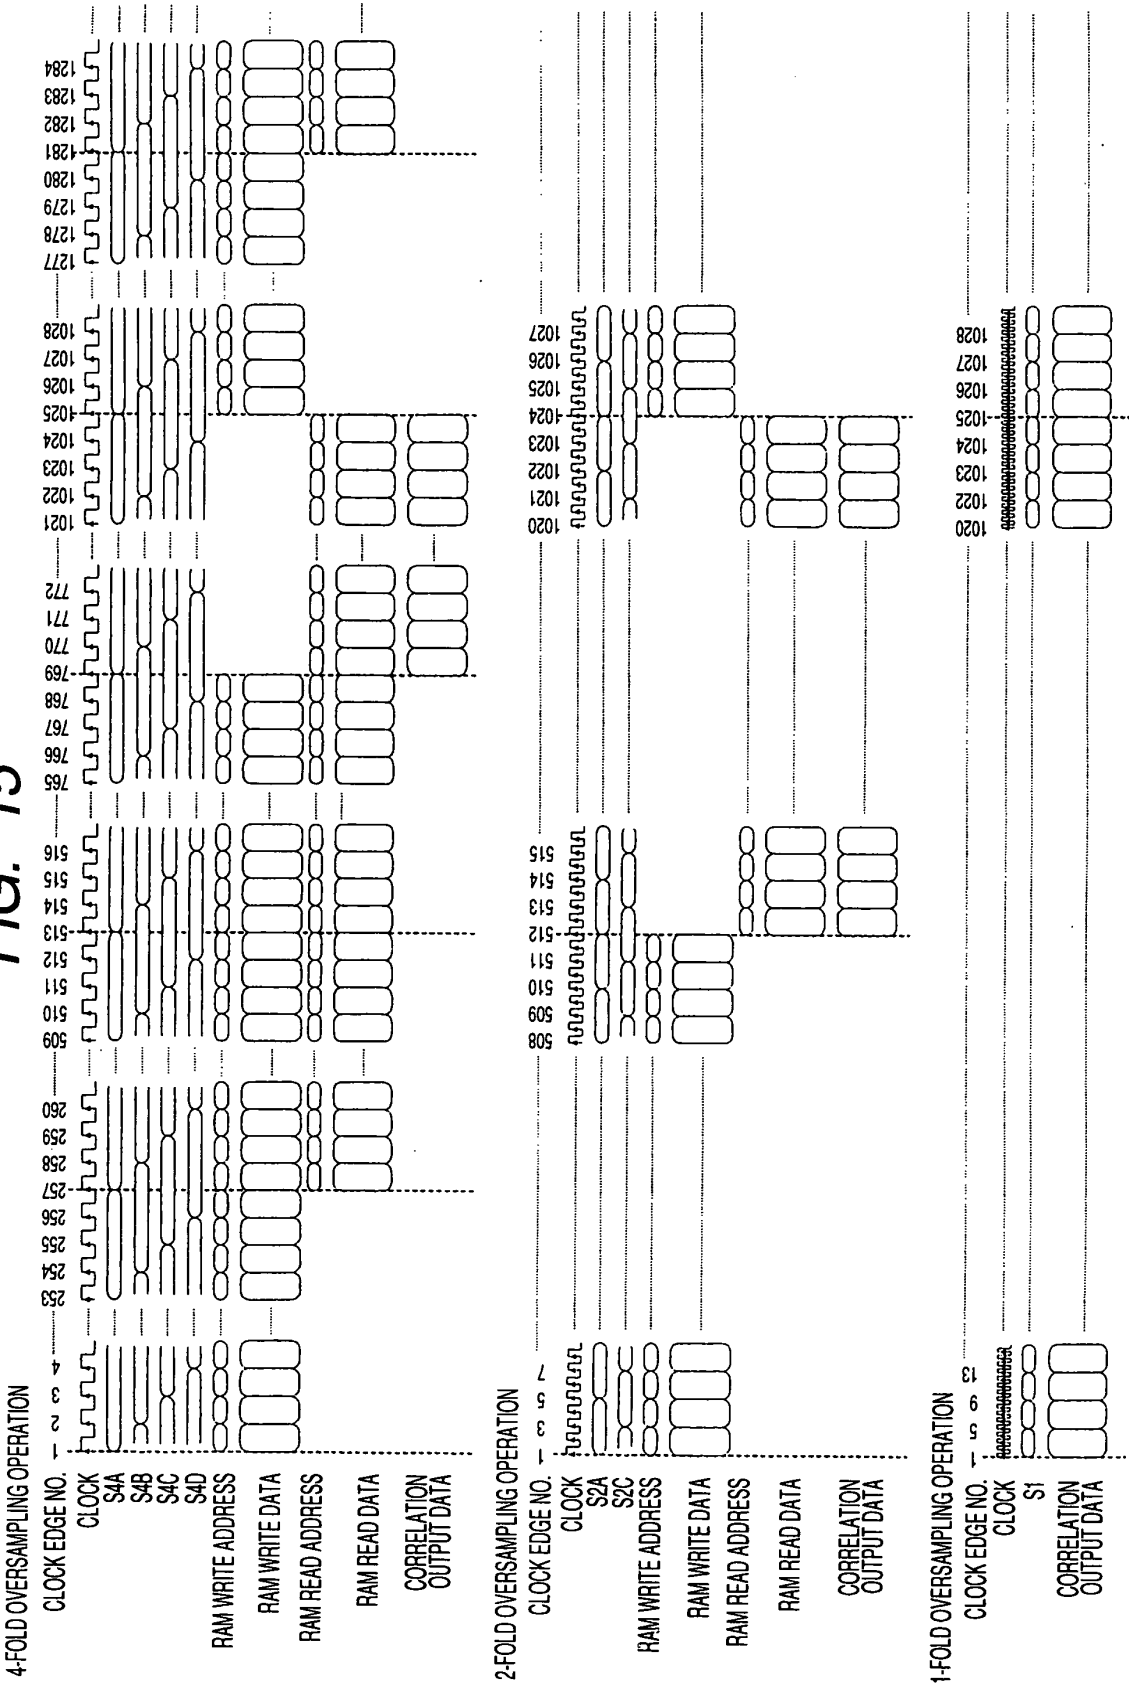 FIG. 15
4-FOLD OVERSAMPLING OPERATION
CLOCK EDGE NO. 1 2 3 4 253 254 255 256 257 258 259 260 509 510 511 512 513 514 515 516 765 766 767 768 769 770 771 772 1021 1022 1023 1024 1025 1026 1027 1028 1277 1278 1279 1280 1281 1282 1283 1284
CLOCK
S4A
S4B
S4C
S4D
RAM WRITE ADDRESS
RAM WRITE DATA
RAM READ ADDRESS
RAM READ DATA
CORRELATION
OUTPUT DATA
2-FOLD OVERSAMPLING OPERATION
CLOCK EDGE NO. 1 3 5 7 508 509 510 511 512 513 514 515 1020 1021 1022 1023 1024 1025 1026 1027
CLOCK
S2A
S2C
RAM WRITE ADDRESS
RAM WRITE DATA
RAM READ ADDRESS
RAM READ DATA
CORRELATION
OUTPUT DATA
1-FOLD OVERSAMPLING OPERATION
CLOCK EDGE NO. 1 5 9 13 1020 1022 1023 1024 1025 1026 1027 1028
CLOCK
S1
CORRELATION
OUTPUT DATA